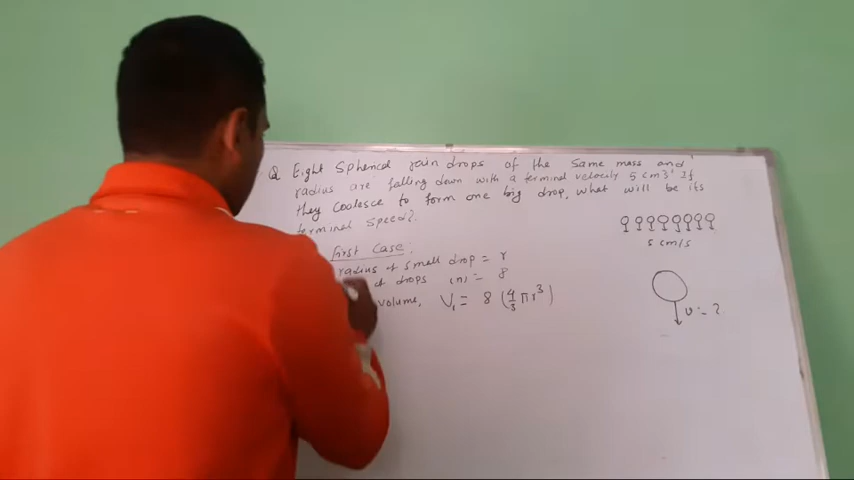 Q Eight Spherical rain drops of the same mass and
radius are falling down with a terminal velocity 5 cms⁻¹. If
they Coalesce to form one big drop, what will be its
terminal speed?
First Case:
radius of small drop = r
of drops (n) = 8
volume, V₁ = 8 (4/3 πr³)
5 cm/s
v' = ?